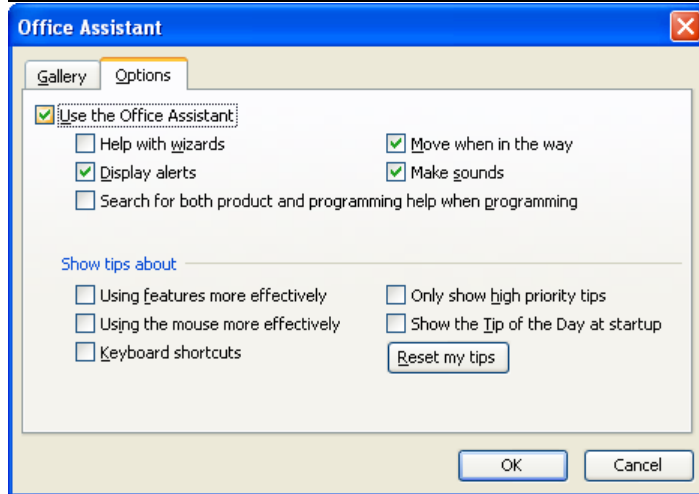 Office Assistant
Gallery Options
Use the Office Assistant
Help with wizards Move when in the way
Display alerts Make sounds
Search for both product and programming help when programming
Show tips about
Using features more effectively Only show high priority tips
Using the mouse more effectively Show the Tip of the Day at startup
Keyboard shortcuts Reset my tips
OK Cancel